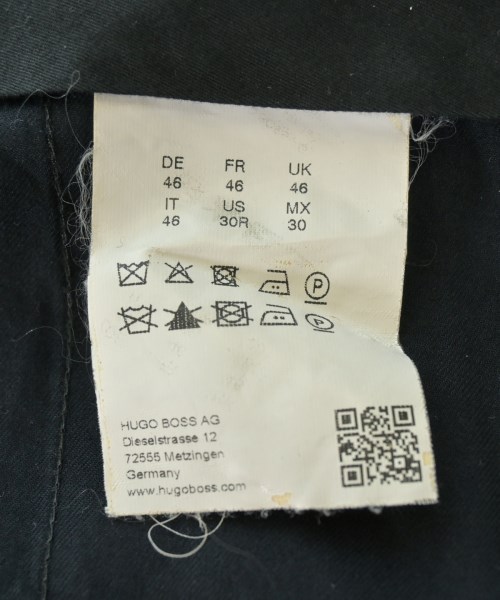 DE FR UK
46 46 46
IT US MX
46 30R 30
P
P
HUGO BOSS AG
Dieselstrasse 12
72555 Metzingen
Germany
www.hugoboss.com